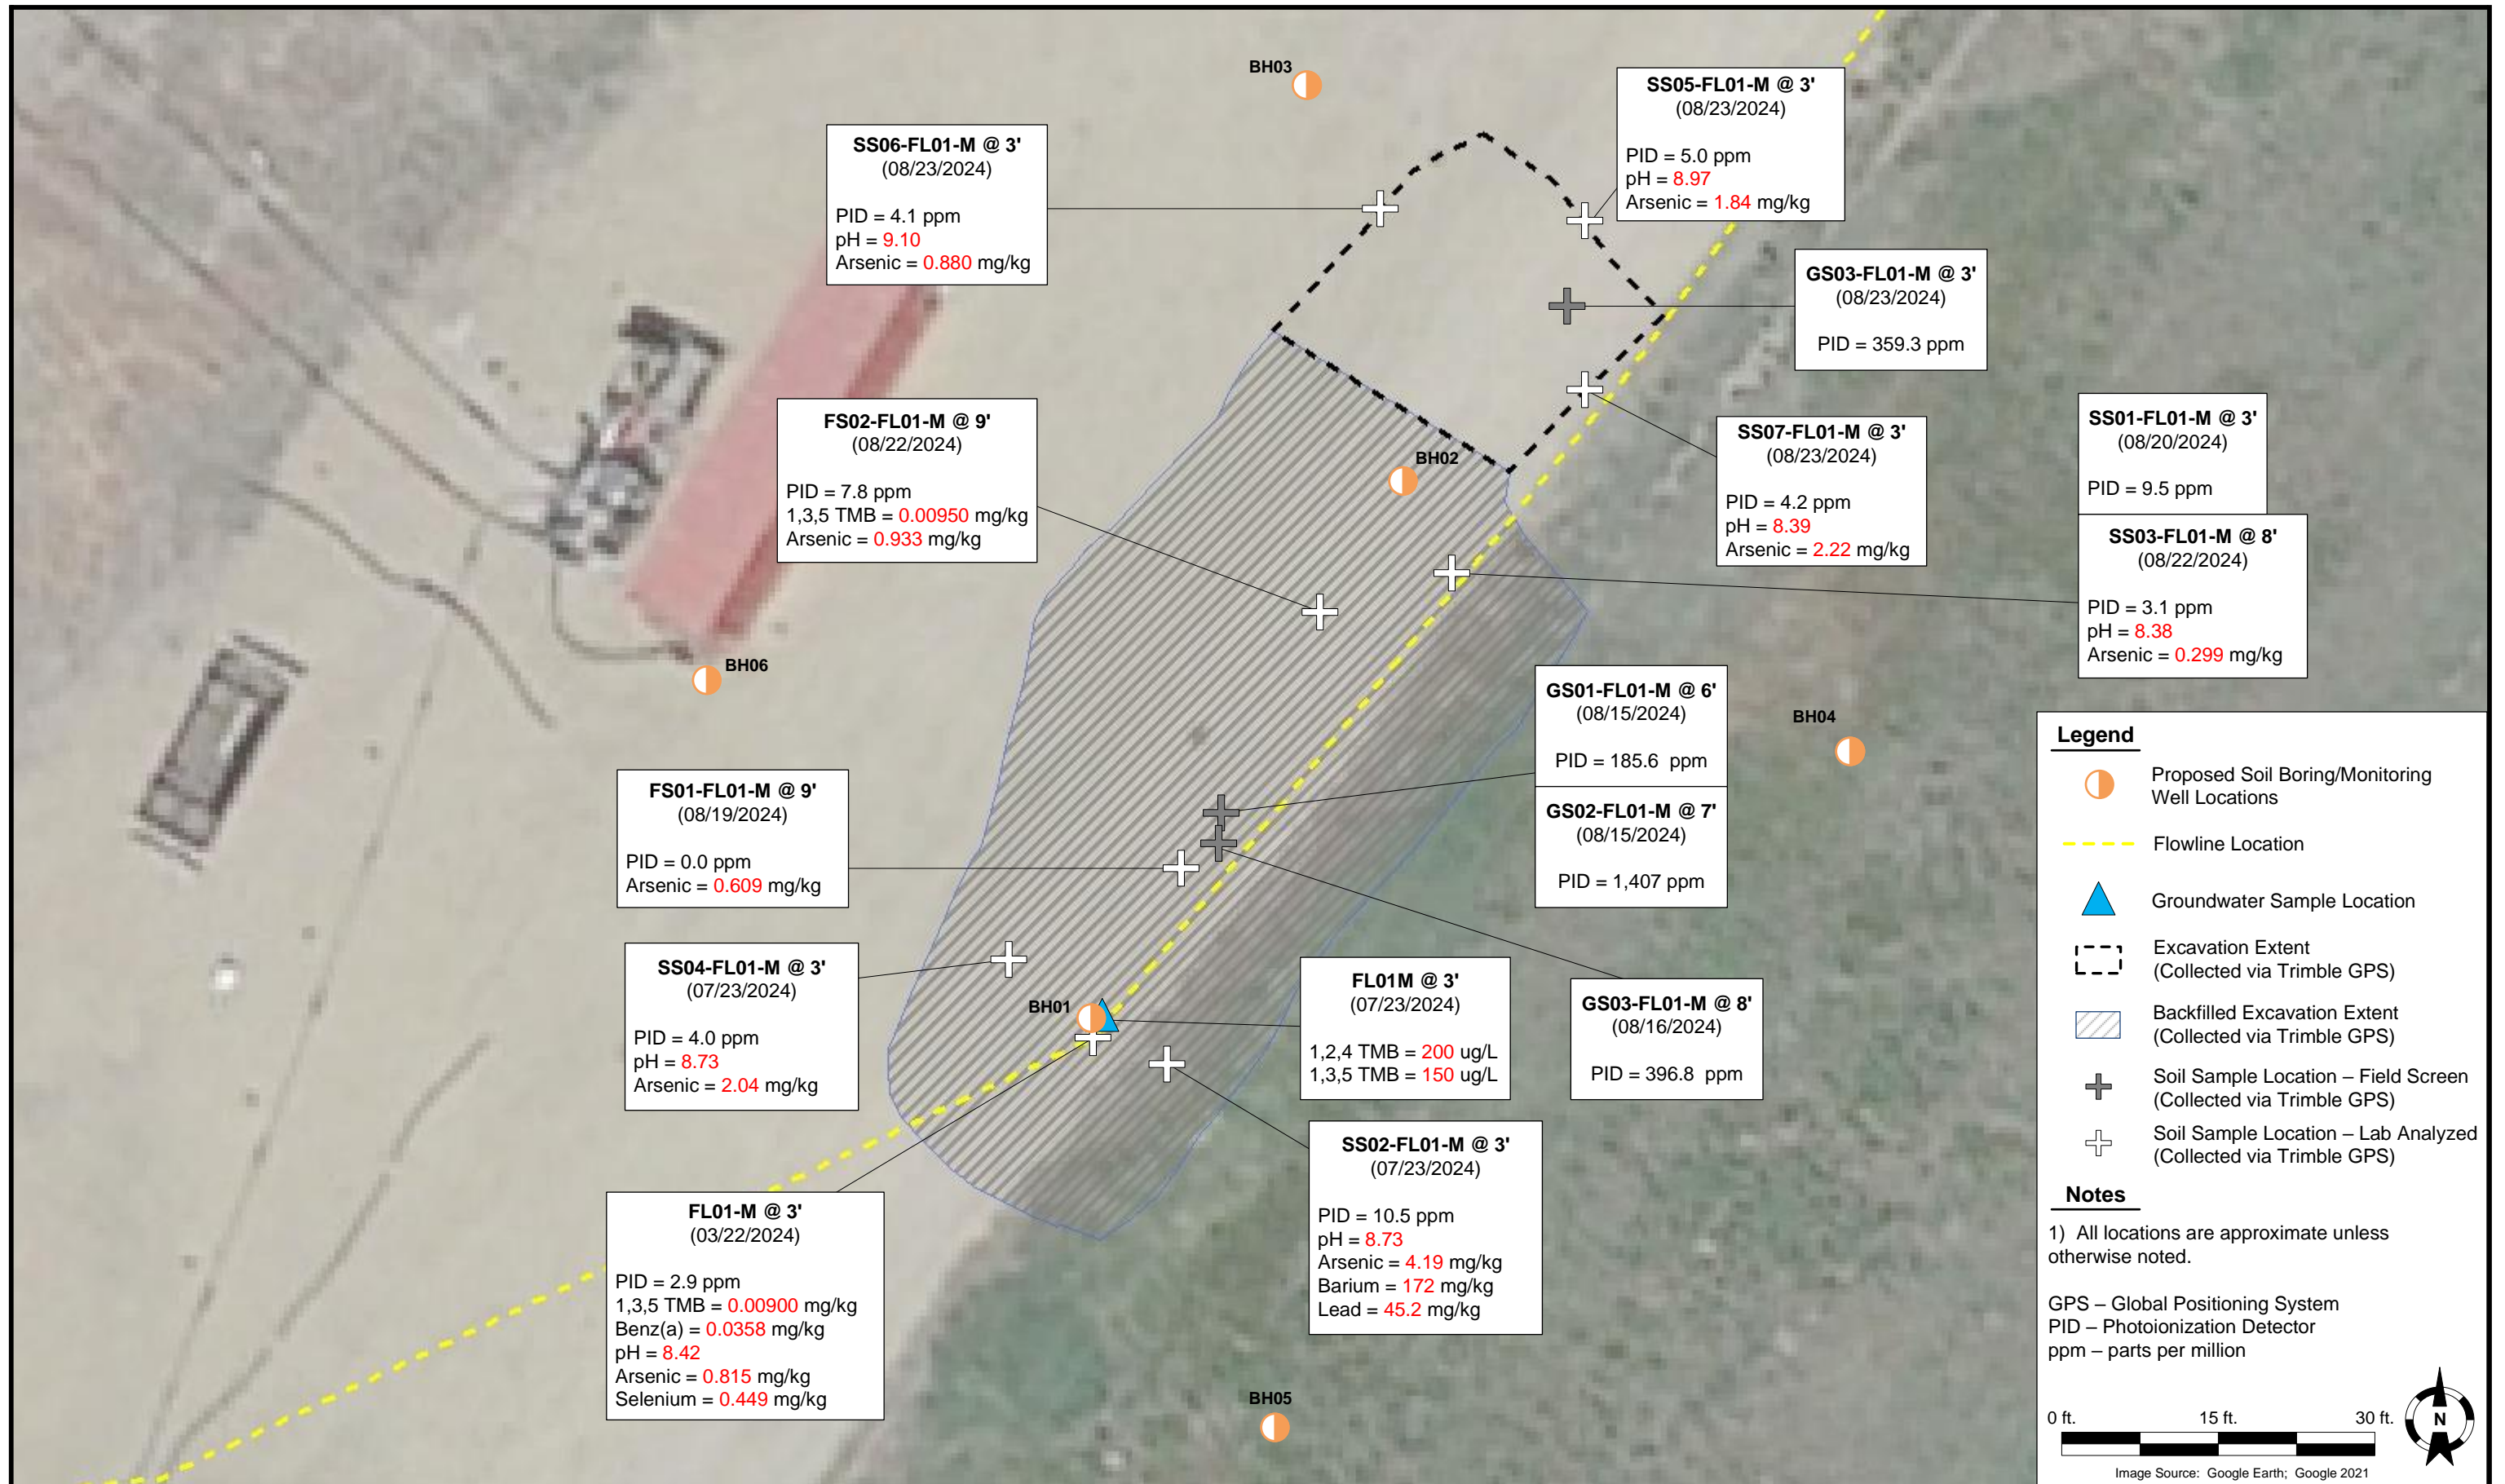 BH03
SS05-FL01-M @ 3'
(08/23/2024)
PID = 5.0 ppm
pH = 8.97
Arsenic = 1.84 mg/kg
SS06-FL01-M @ 3'
(08/23/2024)
PID = 4.1 ppm
pH = 9.10
Arsenic = 0.880 mg/kg
GS03-FL01-M @ 3'
(08/23/2024)
PID = 359.3 ppm
FS02-FL01-M @ 9'
(08/22/2024)
PID = 7.8 ppm
1,3,5 TMB = 0.00950 mg/kg
Arsenic = 0.933 mg/kg
BH02
SS07-FL01-M @ 3'
(08/23/2024)
PID = 4.2 ppm
pH = 8.39
Arsenic = 2.22 mg/kg
SS01-FL01-M @ 3'
(08/20/2024)
PID = 9.5 ppm
SS03-FL01-M @ 8'
(08/22/2024)
PID = 3.1 ppm
pH = 8.38
Arsenic = 0.299 mg/kg
BH06
GS01-FL01-M @ 6'
(08/15/2024)
PID = 185.6 ppm
GS02-FL01-M @ 7'
(08/15/2024)
PID = 1,407 ppm
BH04
FS01-FL01-M @ 9'
(08/19/2024)
PID = 0.0 ppm
Arsenic = 0.609 mg/kg
SS04-FL01-M @ 3'
(07/23/2024)
PID = 4.0 ppm
pH = 8.73
Arsenic = 2.04 mg/kg
BH01
FL01M @ 3'
(07/23/2024)
1,2,4 TMB = 200 ug/L
1,3,5 TMB = 150 ug/L
GS03-FL01-M @ 8'
(08/16/2024)
PID = 396.8 ppm
SS02-FL01-M @ 3'
(07/23/2024)
PID = 10.5 ppm
pH = 8.73
Arsenic = 4.19 mg/kg
Barium = 172 mg/kg
Lead = 45.2 mg/kg
FL01-M @ 3'
(03/22/2024)
PID = 2.9 ppm
1,3,5 TMB = 0.00900 mg/kg
Benz(a) = 0.0358 mg/kg
pH = 8.42
Arsenic = 0.815 mg/kg
Selenium = 0.449 mg/kg
BH05
Legend
Proposed Soil Boring/Monitoring
Well Locations
Flowline Location
Groundwater Sample Location
Excavation Extent
(Collected via Trimble GPS)
Backfilled Excavation Extent
(Collected via Trimble GPS)
Soil Sample Location – Field Screen
(Collected via Trimble GPS)
Soil Sample Location – Lab Analyzed
(Collected via Trimble GPS)
Notes
1) All locations are approximate unless
otherwise noted.
GPS – Global Positioning System
PID – Photoionization Detector
ppm – parts per million
0 ft. 15 ft. 30 ft.
N
Image Source: Google Earth; Google 2021